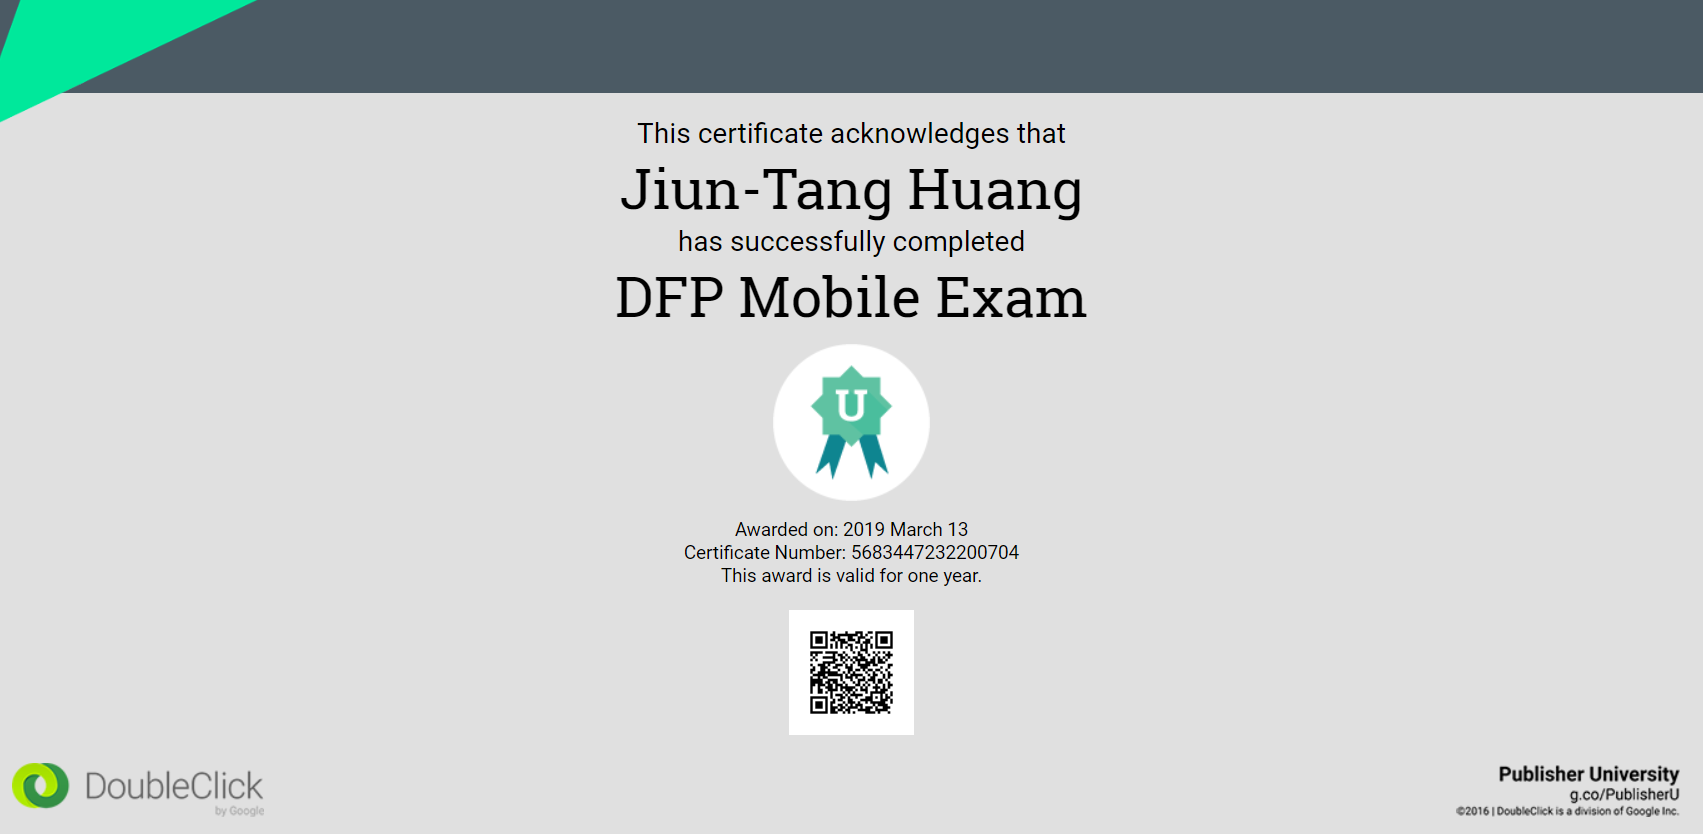 This certificate acknowledges that
Jiun-Tang Huang
has successfully completed
DFP Mobile Exam
U
Awarded on: 2019 March 13
Certificate Number: 5683447232200704
This award is valid for one year.
DoubleClick
by Google
Publisher University
g.co/PublisherU
©2016 | DoubleClick is a division of Google Inc.